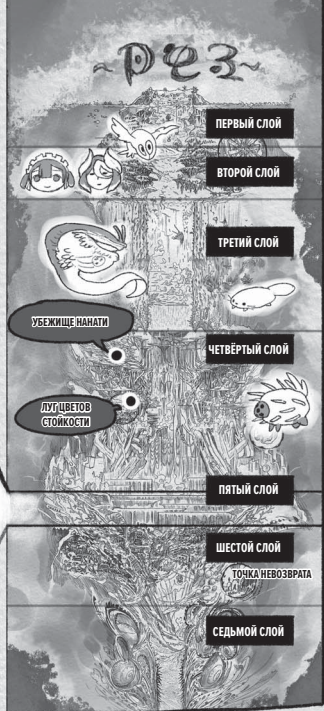 ~РЕЗ~
ПЕРВЫЙ СЛОЙ
ВТОРОЙ СЛОЙ
ТРЕТИЙ СЛОЙ
УБЕЖИЩЕ НАНАТИ
ЧЕТВЁРТЫЙ СЛОЙ
ЛУГ ЦВЕТОВ
СТОЙКОСТИ
ПЯТЫЙ СЛОЙ
ШЕСТОЙ СЛОЙ
ТОЧКА НЕВОЗВРАТА
СЕДЬМОЙ СЛОЙ